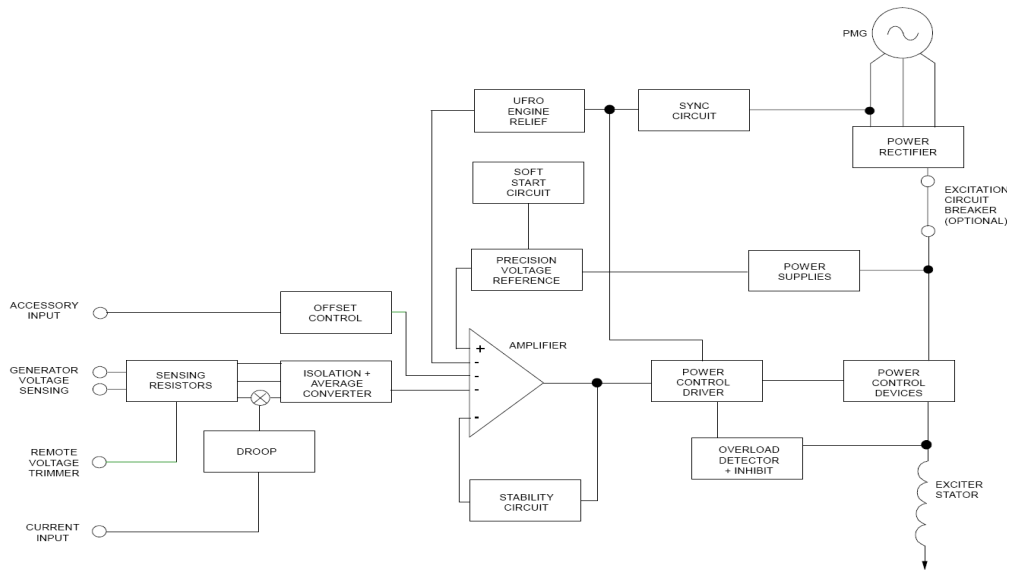 PMG
UFRO
ENGINE
RELIEF
SYNC
CIRCUIT
POWER
RECTIFIER
SOFT
START
CIRCUIT
EXCITATION
CIRCUIT
BREAKER
(OPTIONAL)
PRECISION
VOLTAGE
REFERENCE
POWER
SUPPLIES
ACCESSORY
INPUT
OFFSET
CONTROL
AMPLIFIER
+
-
-
-
-
GENERATOR
VOLTAGE
SENSING
SENSING
RESISTORS
ISOLATION +
AVERAGE
CONVERTER
POWER
CONTROL
DRIVER
POWER
CONTROL
DEVICES
REMOTE
VOLTAGE
TRIMMER
DROOP
OVERLOAD
DETECTOR
+ INHIBIT
STABILITY
CIRCUIT
EXCITER
STATOR
CURRENT
INPUT